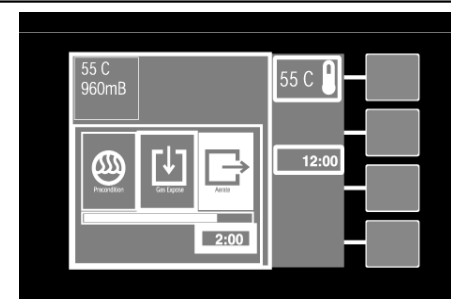 55 C
960mB
55 C
12:00
Precondition
Gas Expose
Aerate
2:00